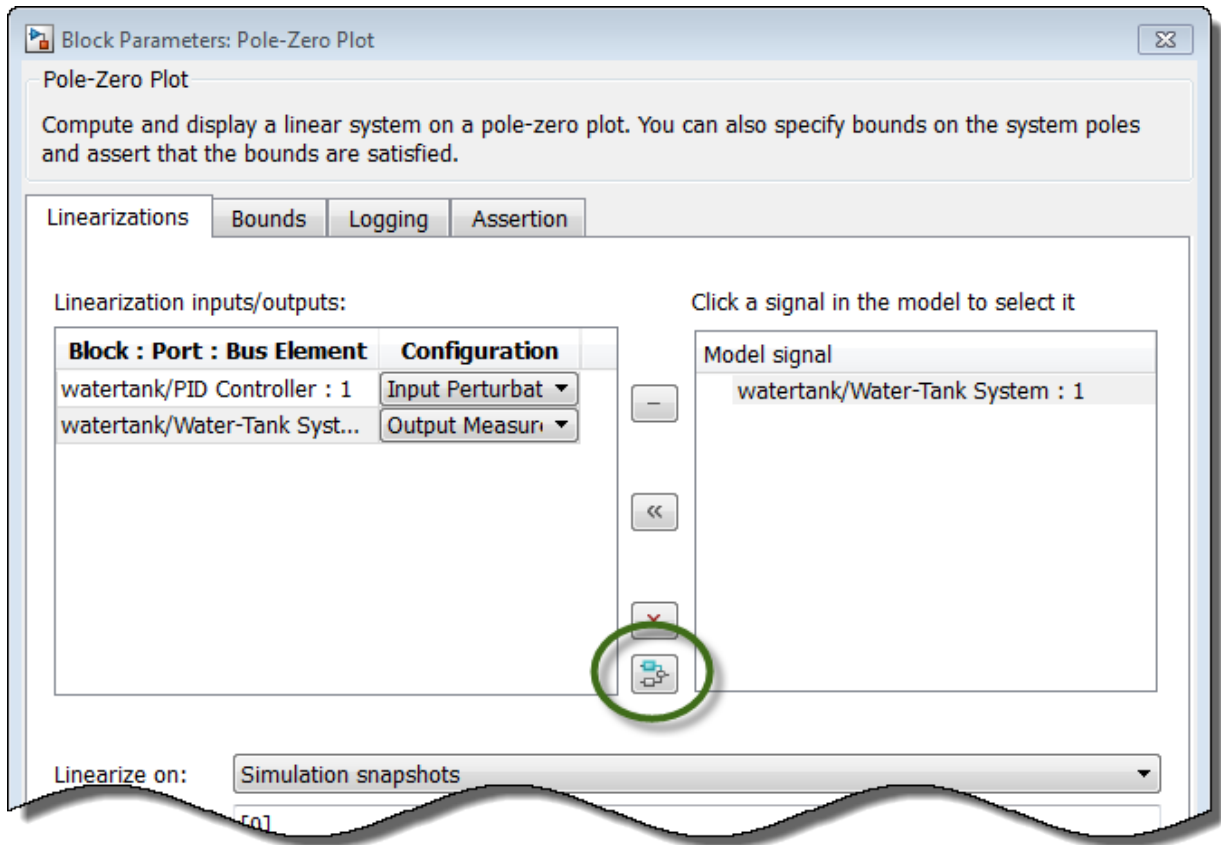 Block Parameters: Pole-Zero Plot
Pole-Zero Plot
Compute and display a linear system on a pole-zero plot. You can also specify bounds on the system poles
and assert that the bounds are satisfied.
Linearizations Bounds Logging Assertion
Linearization inputs/outputs:
Click a signal in the model to select it
Block : Port : Bus Element Configuration
Model signal
watertank/PID Controller : 1 Input Perturbat
watertank/Water-Tank System : 1
watertank/Water-Tank Syst... Output Measur
Linearize on: Simulation snapshots
[0]